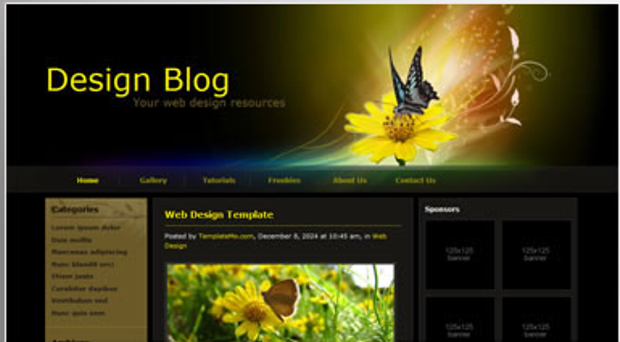 Design Blog
Your web design resources
Home
Gallery
Tutorials
Freebies
About Us
Contact Us
Categories
Lorem ipsum dolor
Duis mollis
Maecenas adipiscing
Nunc blandit orci
Etiam justo
Curabitur dapibus
Vestibulum sed
Nunc quis sem
Web Design Template
Posted by TemplateMo.com, December 8, 2024 at 10:45 am, in Web
Design
Sponsors
125x125
banner
125x125
banner
125x125
banner
125x125
banner